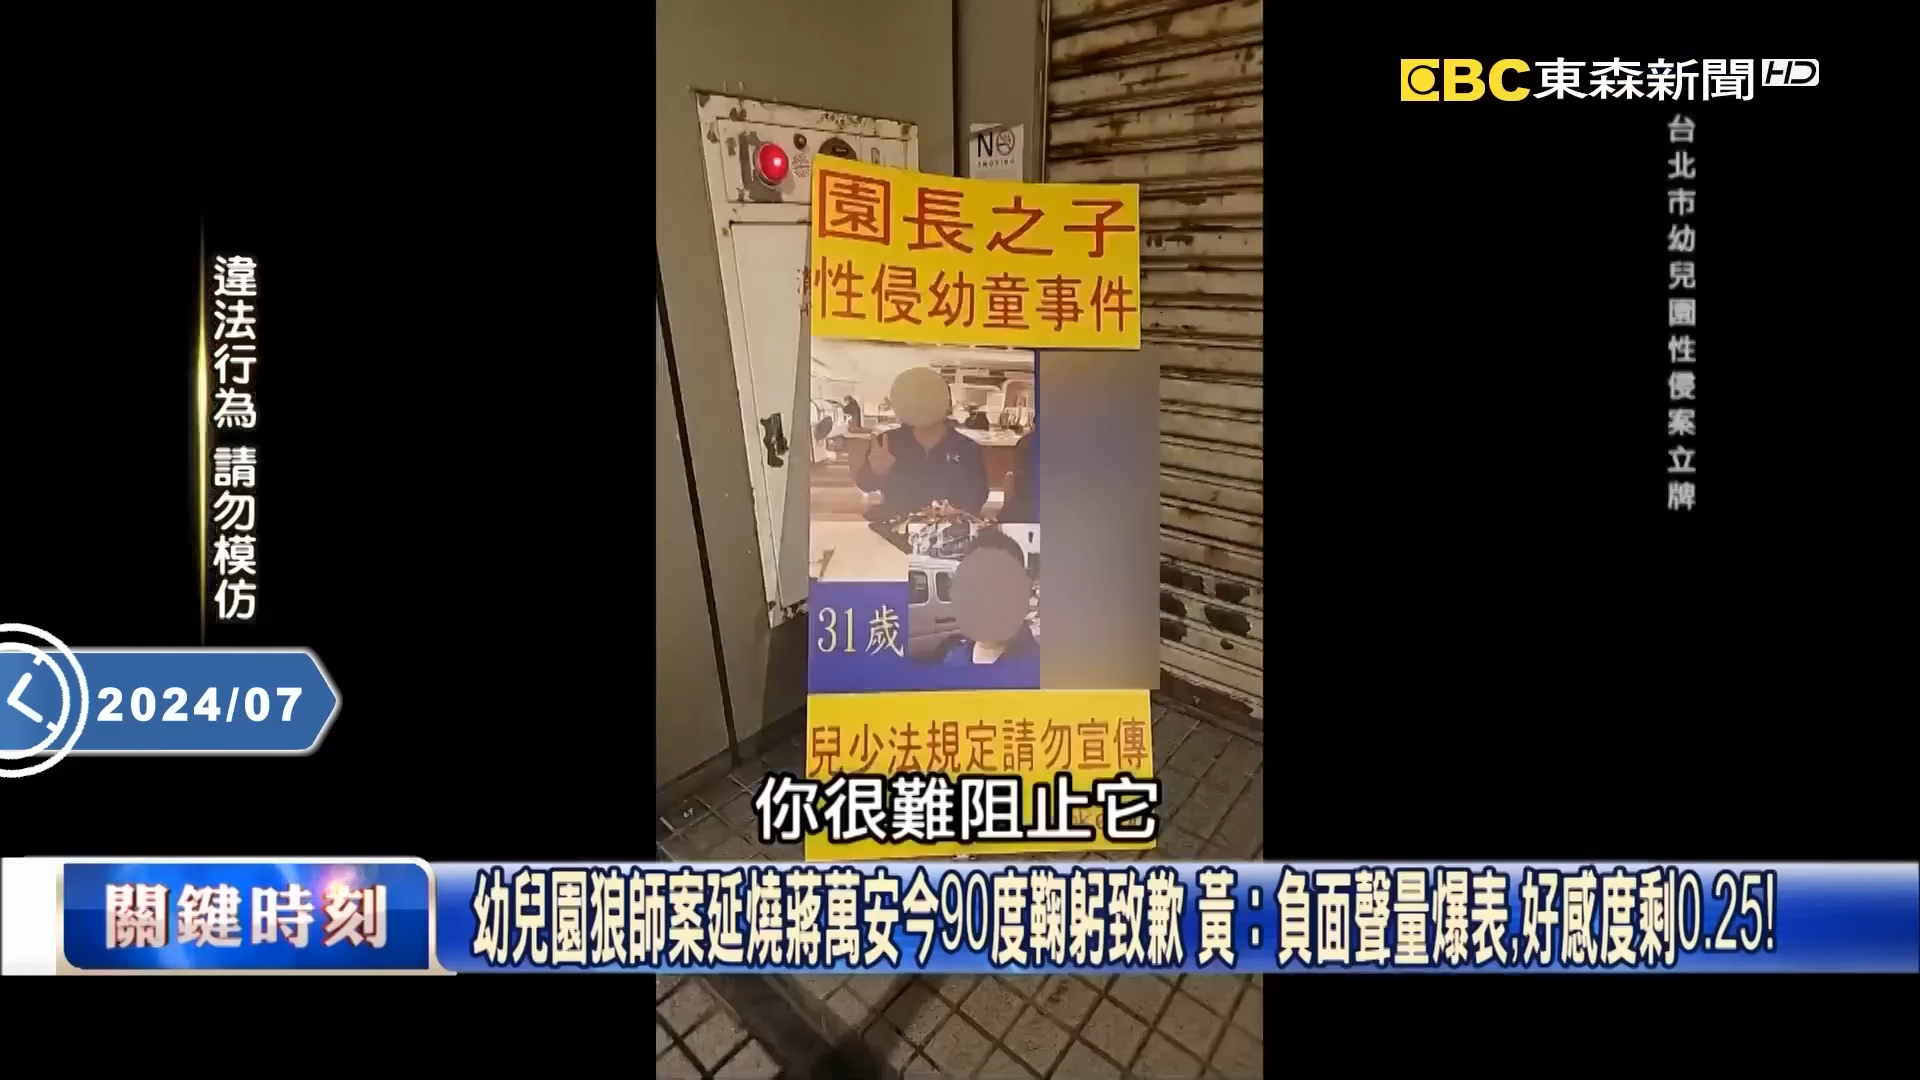 EBC東森新聞HD
台北市幼兒園性侵案立牌
違法行為 請勿模仿
NO
SMOKING
園長之子
性侵幼童事件
31歲
兒少法規定請勿宣傳
2024/07
你很難阻止它
關鍵時刻
幼兒園狼師案延燒蔣萬安今90度鞠躬致歉 黃：負面聲量爆表,好感度剩0.25!